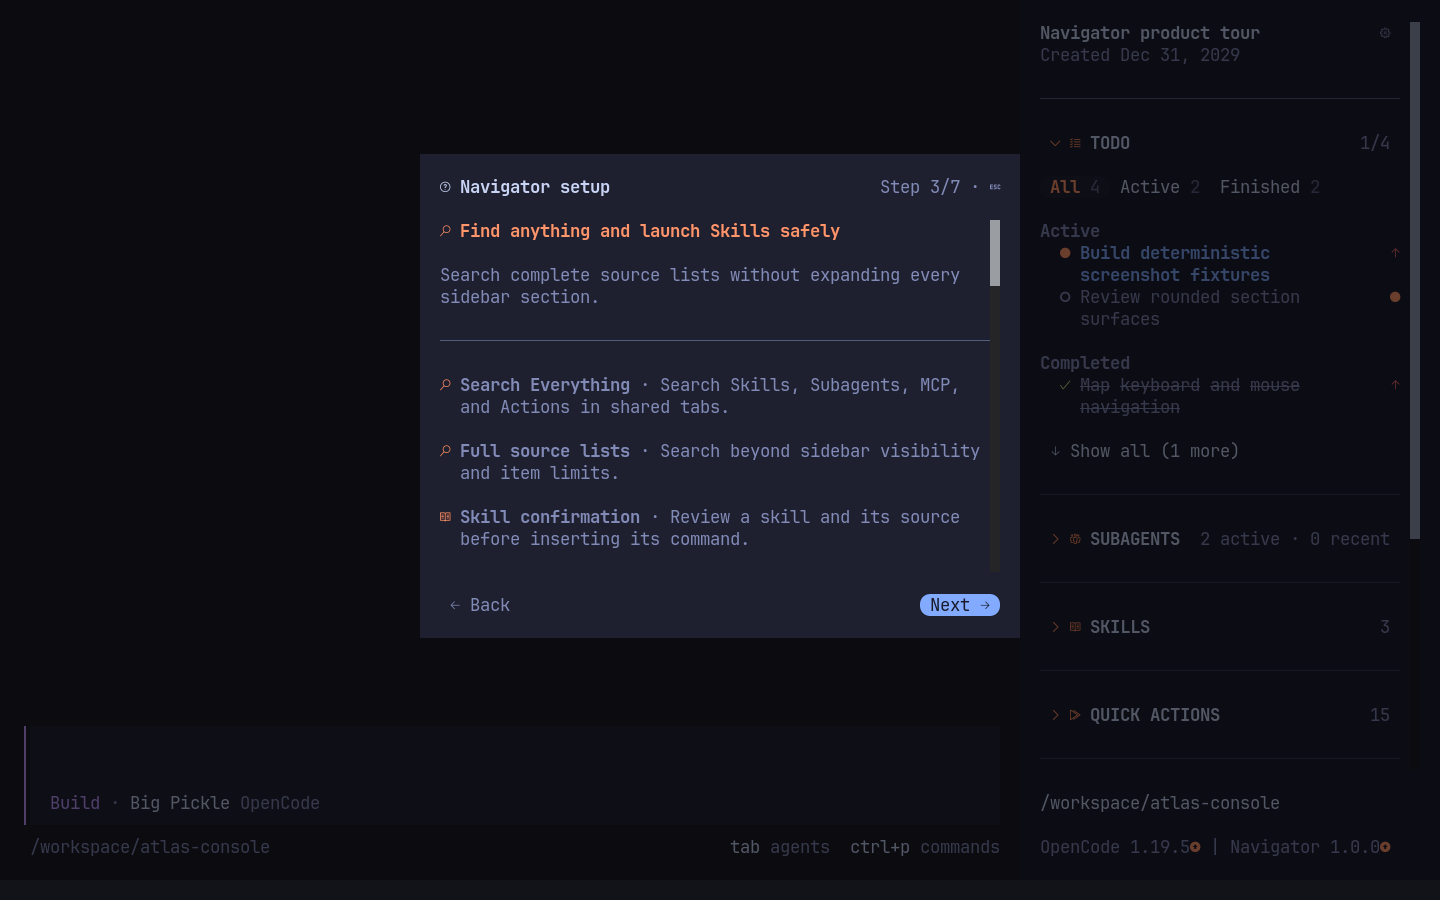 Navigator product tour
Created Dec 31, 2029
TODO 1/4
All 4 Active 2 Finished 2
Active
Build deterministic
screenshot fixtures ↑
Review rounded section
surfaces
Completed
Map keyboard and mouse ↑
navigation
↓ Show all (1 more)
SUBAGENTS 2 active · 0 recent
SKILLS 3
QUICK ACTIONS 15
/workspace/atlas-console
OpenCode 1.19.5 | Navigator 1.0.0
Navigator setup Step 3/7 · ESC
Find anything and launch Skills safely
Search complete source lists without expanding every
sidebar section.
Search Everything · Search Skills, Subagents, MCP,
and Actions in shared tabs.
Full source lists · Search beyond sidebar visibility
and item limits.
Skill confirmation · Review a skill and its source
before inserting its command.
← Back Next →
Build · Big Pickle OpenCode
/workspace/atlas-console tab agents ctrl+p commands